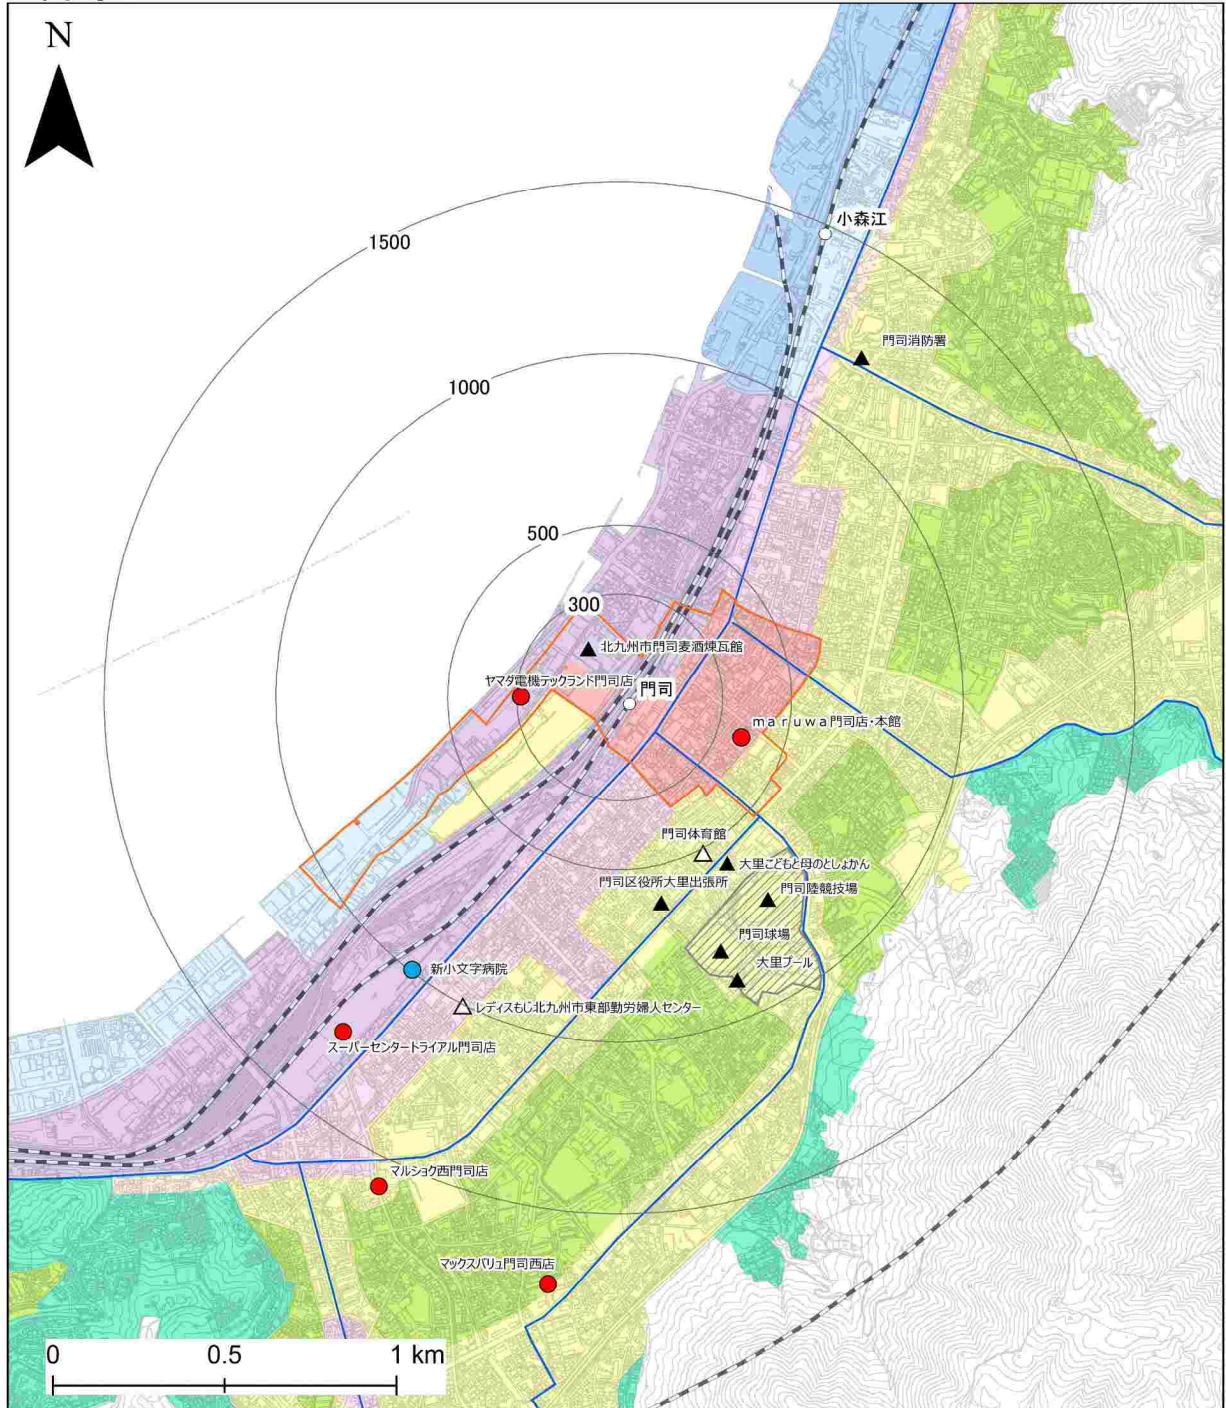 N
小森江
1500
門司消防署
1000
500
300
北九州市門司麦酒煉瓦館
ヤマダ電機テックランド門司店
門司
maruwa門司店・本館
門司体育館
大里こどもと母のとしょかん
門司区役所大里出張所
門司陸競技場
門司球場
大里プール
新小文字病院
レディスもじ北九州市東部勤労婦人センター
スーパーセンタートライアル門司店
マルショク西門司店
マックスバリュ門司西店
0 0.5 1 km